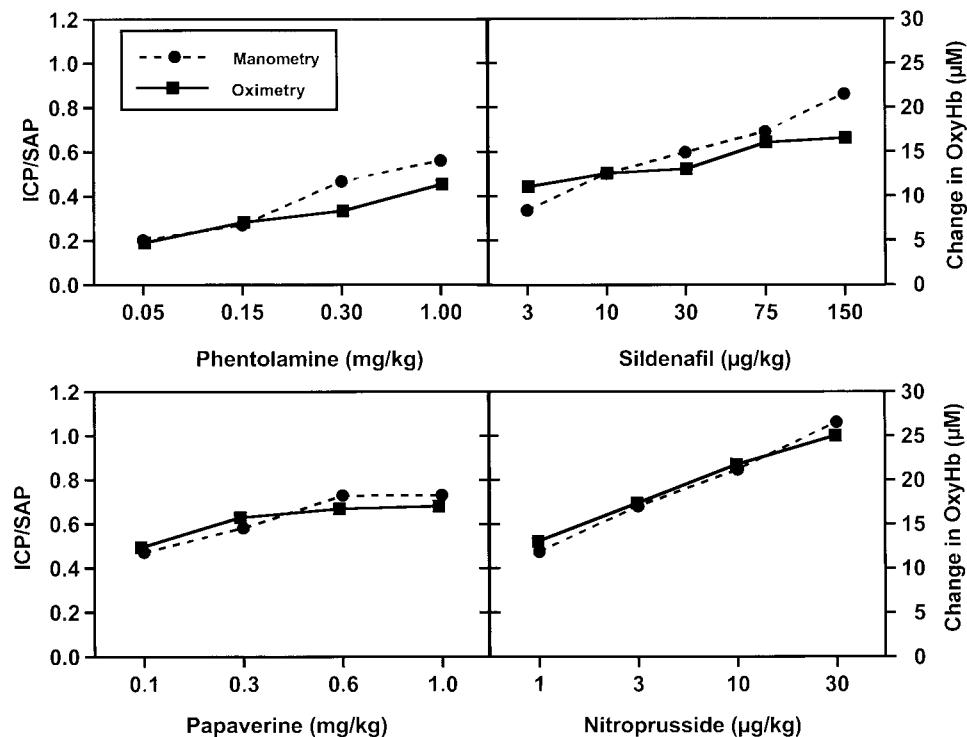 1.2
1.0
0.8
0.6
0.4
0.2
0.0
ICP/SAP
Manometry
Oximetry
0.05 0.15 0.30 1.00
Phentolamine (mg/kg)
30
25
20
15
10
5
0
Change in OxyHb (µM)
3 10 30 75 150
Sildenafil (µg/kg)
1.2
1.0
0.8
0.6
0.4
0.2
0.0
ICP/SAP
0.1 0.3 0.6 1.0
Papaverine (mg/kg)
30
25
20
15
10
5
0
Change in OxyHb (µM)
1 3 10 30
Nitroprusside (µg/kg)